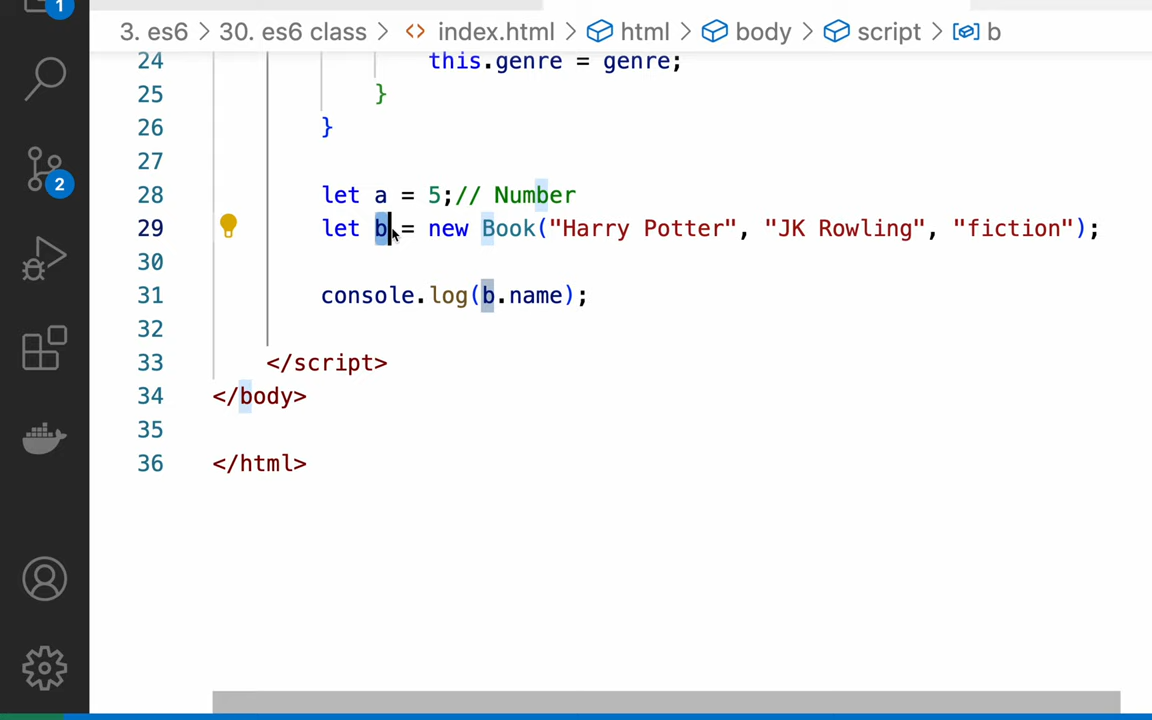 1
3. es6 > 30. es6 class > <> index.html > html > body > script > b
24 this.genre = genre;
25 }
26 }
27
28 let a = 5;// Number
29 let b = new Book("Harry Potter", "JK Rowling", "fiction");
30
31 console.log(b.name);
32
33 </script>
34 </body>
35
36 </html>
2